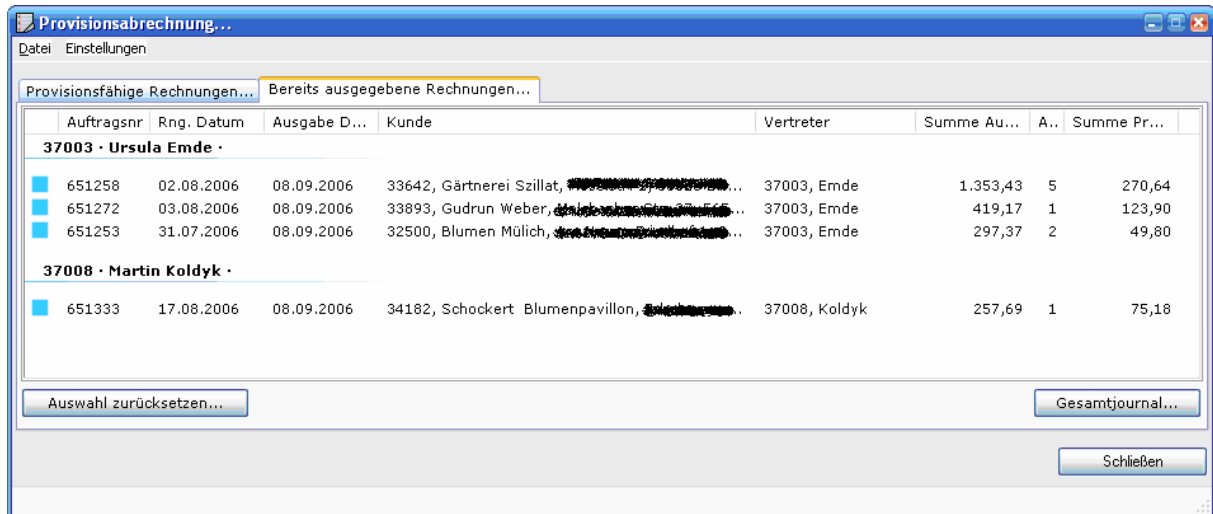 Provisionsabrechnung...
Datei Einstellungen
Provisionsfähige Rechnungen... Bereits ausgegebene Rechnungen...
Auftragsnr Rng. Datum Ausgabe D... Kunde Vertreter Summe Au... A.. Summe Pr...
37003 · Ursula Emde ·
651258 02.08.2006 08.09.2006 33642, Gärtnerei Szillat, ... 37003, Emde 1.353,43 5 270,64
651272 03.08.2006 08.09.2006 33893, Gudrun Weber, ... 37003, Emde 419,17 1 123,90
651253 31.07.2006 08.09.2006 32500, Blumen Mülich, ... 37003, Emde 297,37 2 49,80
37008 · Martin Koldyk ·
651333 17.08.2006 08.09.2006 34182, Schockert Blumenpavillon, .. 37008, Koldyk 257,69 1 75,18
Auswahl zurücksetzen... Gesamtjournal...
Schließen